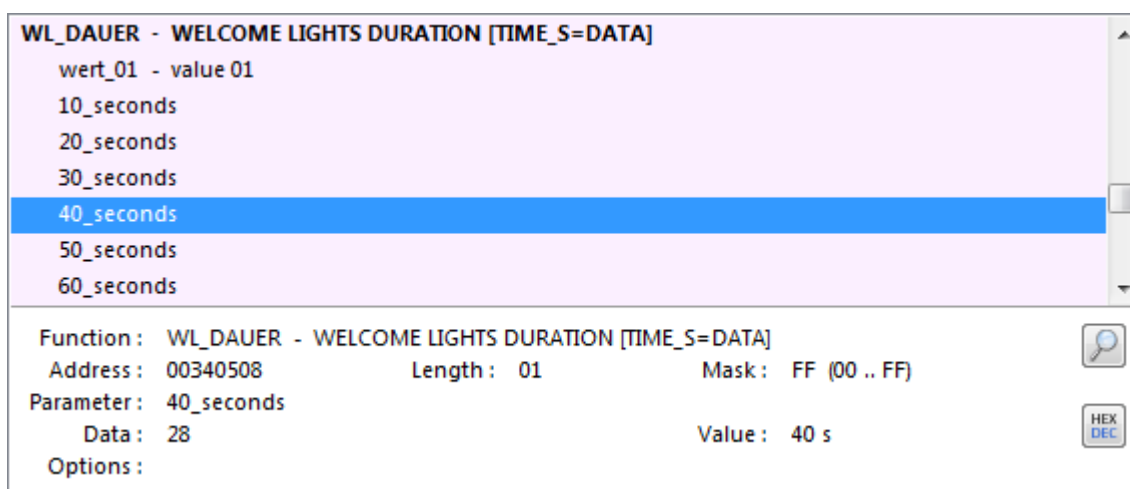 WL_DAUER - WELCOME LIGHTS DURATION [TIME_S=DATA]
wert_01 - value 01
10_seconds
20_seconds
30_seconds
40_seconds
50_seconds
60_seconds
Function : WL_DAUER - WELCOME LIGHTS DURATION [TIME_S=DATA]
Address : 00340508 Length : 01 Mask : FF (00 .. FF)
Parameter : 40_seconds
HEX
DEC
Data : 28 Value : 40 s
Options :